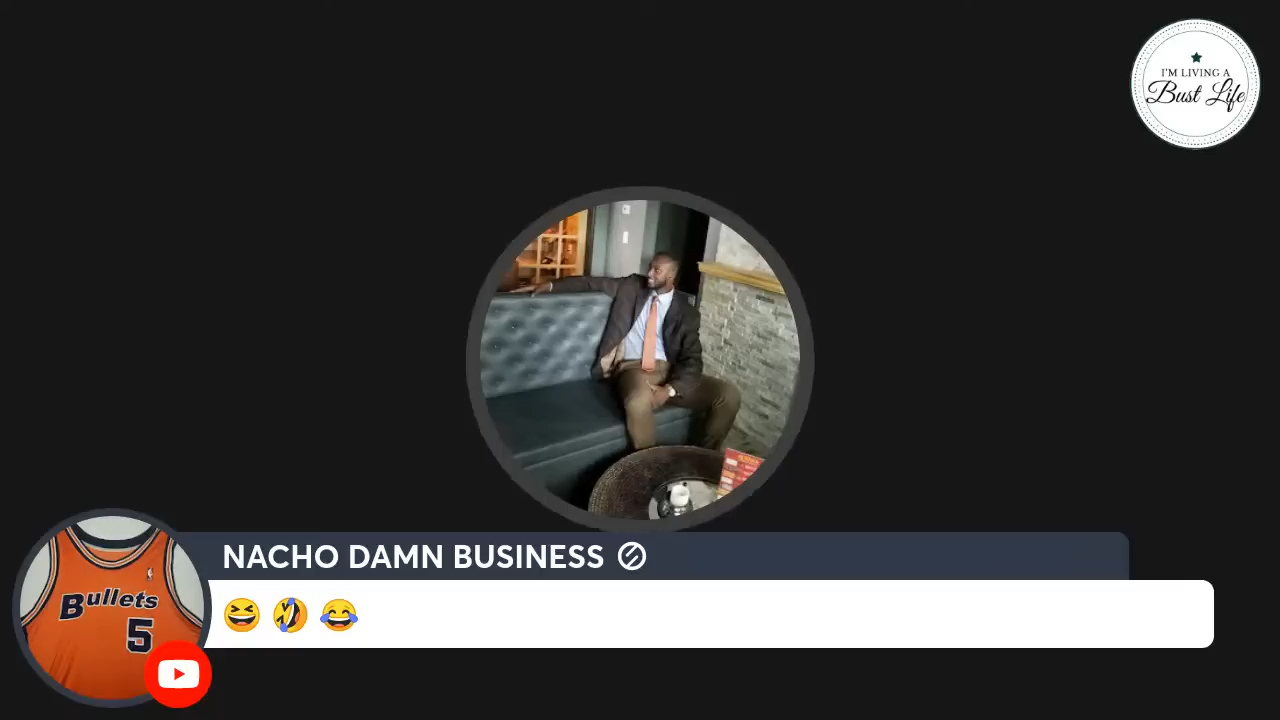 I'M LIVING A
Bust Life
NACHO DAMN BUSINESS
😆 🤣 😂
Bullets
5